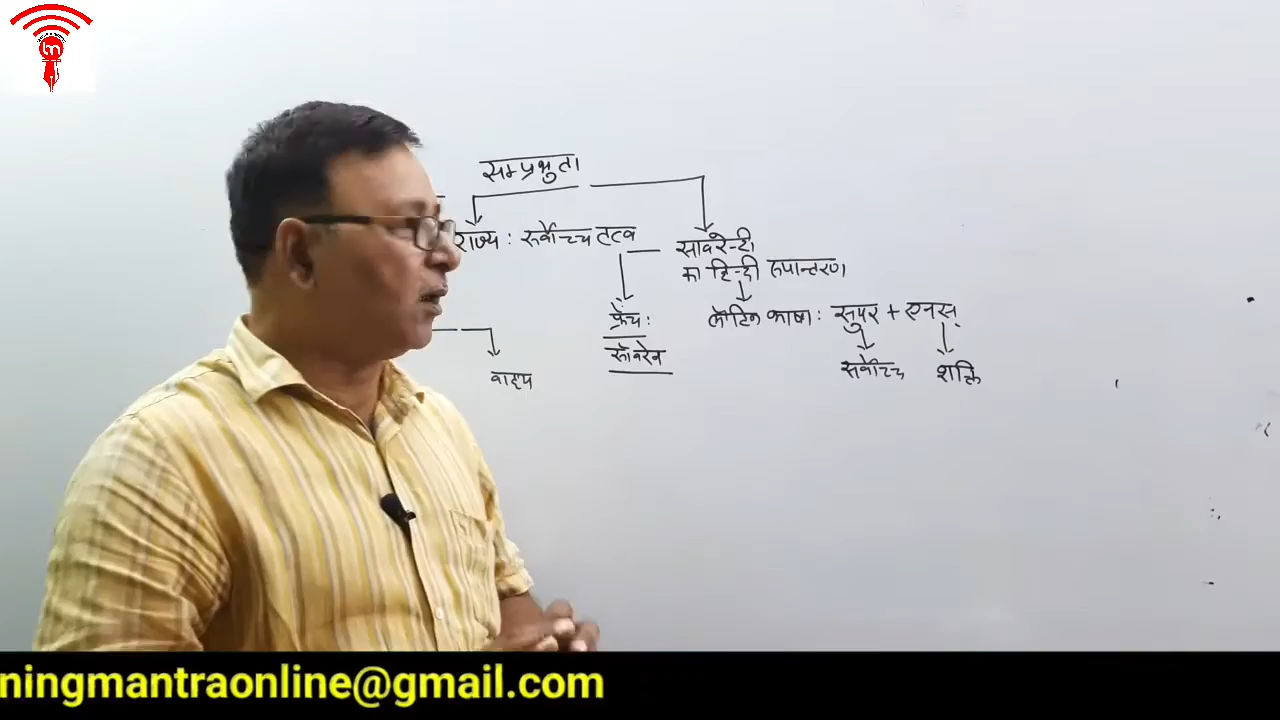 सम्प्रभुता
राज्य : सर्वोच्च तत्व
सावरेन्टी
का हिन्दी रूपान्तरण
फ्रेंच :
सॉवरेन
लैटिन भाषा : सुपर + एनस
सर्वोच्च
शक्ति
वाह्य
ningmantraonline@gmail.com